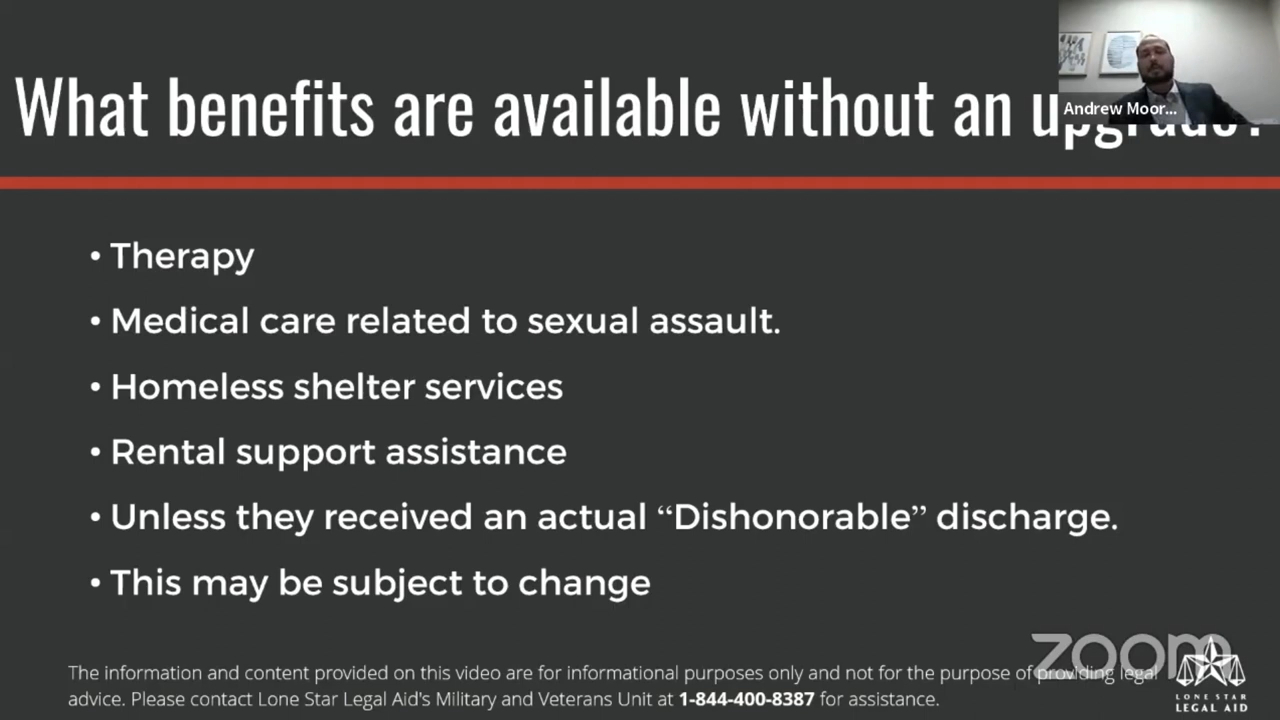 What benefits are available without an upgrade?
Andrew Moor...
• Therapy
• Medical care related to sexual assault.
• Homeless shelter services
• Rental support assistance
• Unless they received an actual “Dishonorable” discharge.
• This may be subject to change
zoom
The information and content provided on this video are for informational purposes only and not for the purpose of providing legal
advice. Please contact Lone Star Legal Aid's Military and Veterans Unit at 1-844-400-8387 for assistance.
LONE STAR
LEGAL AID